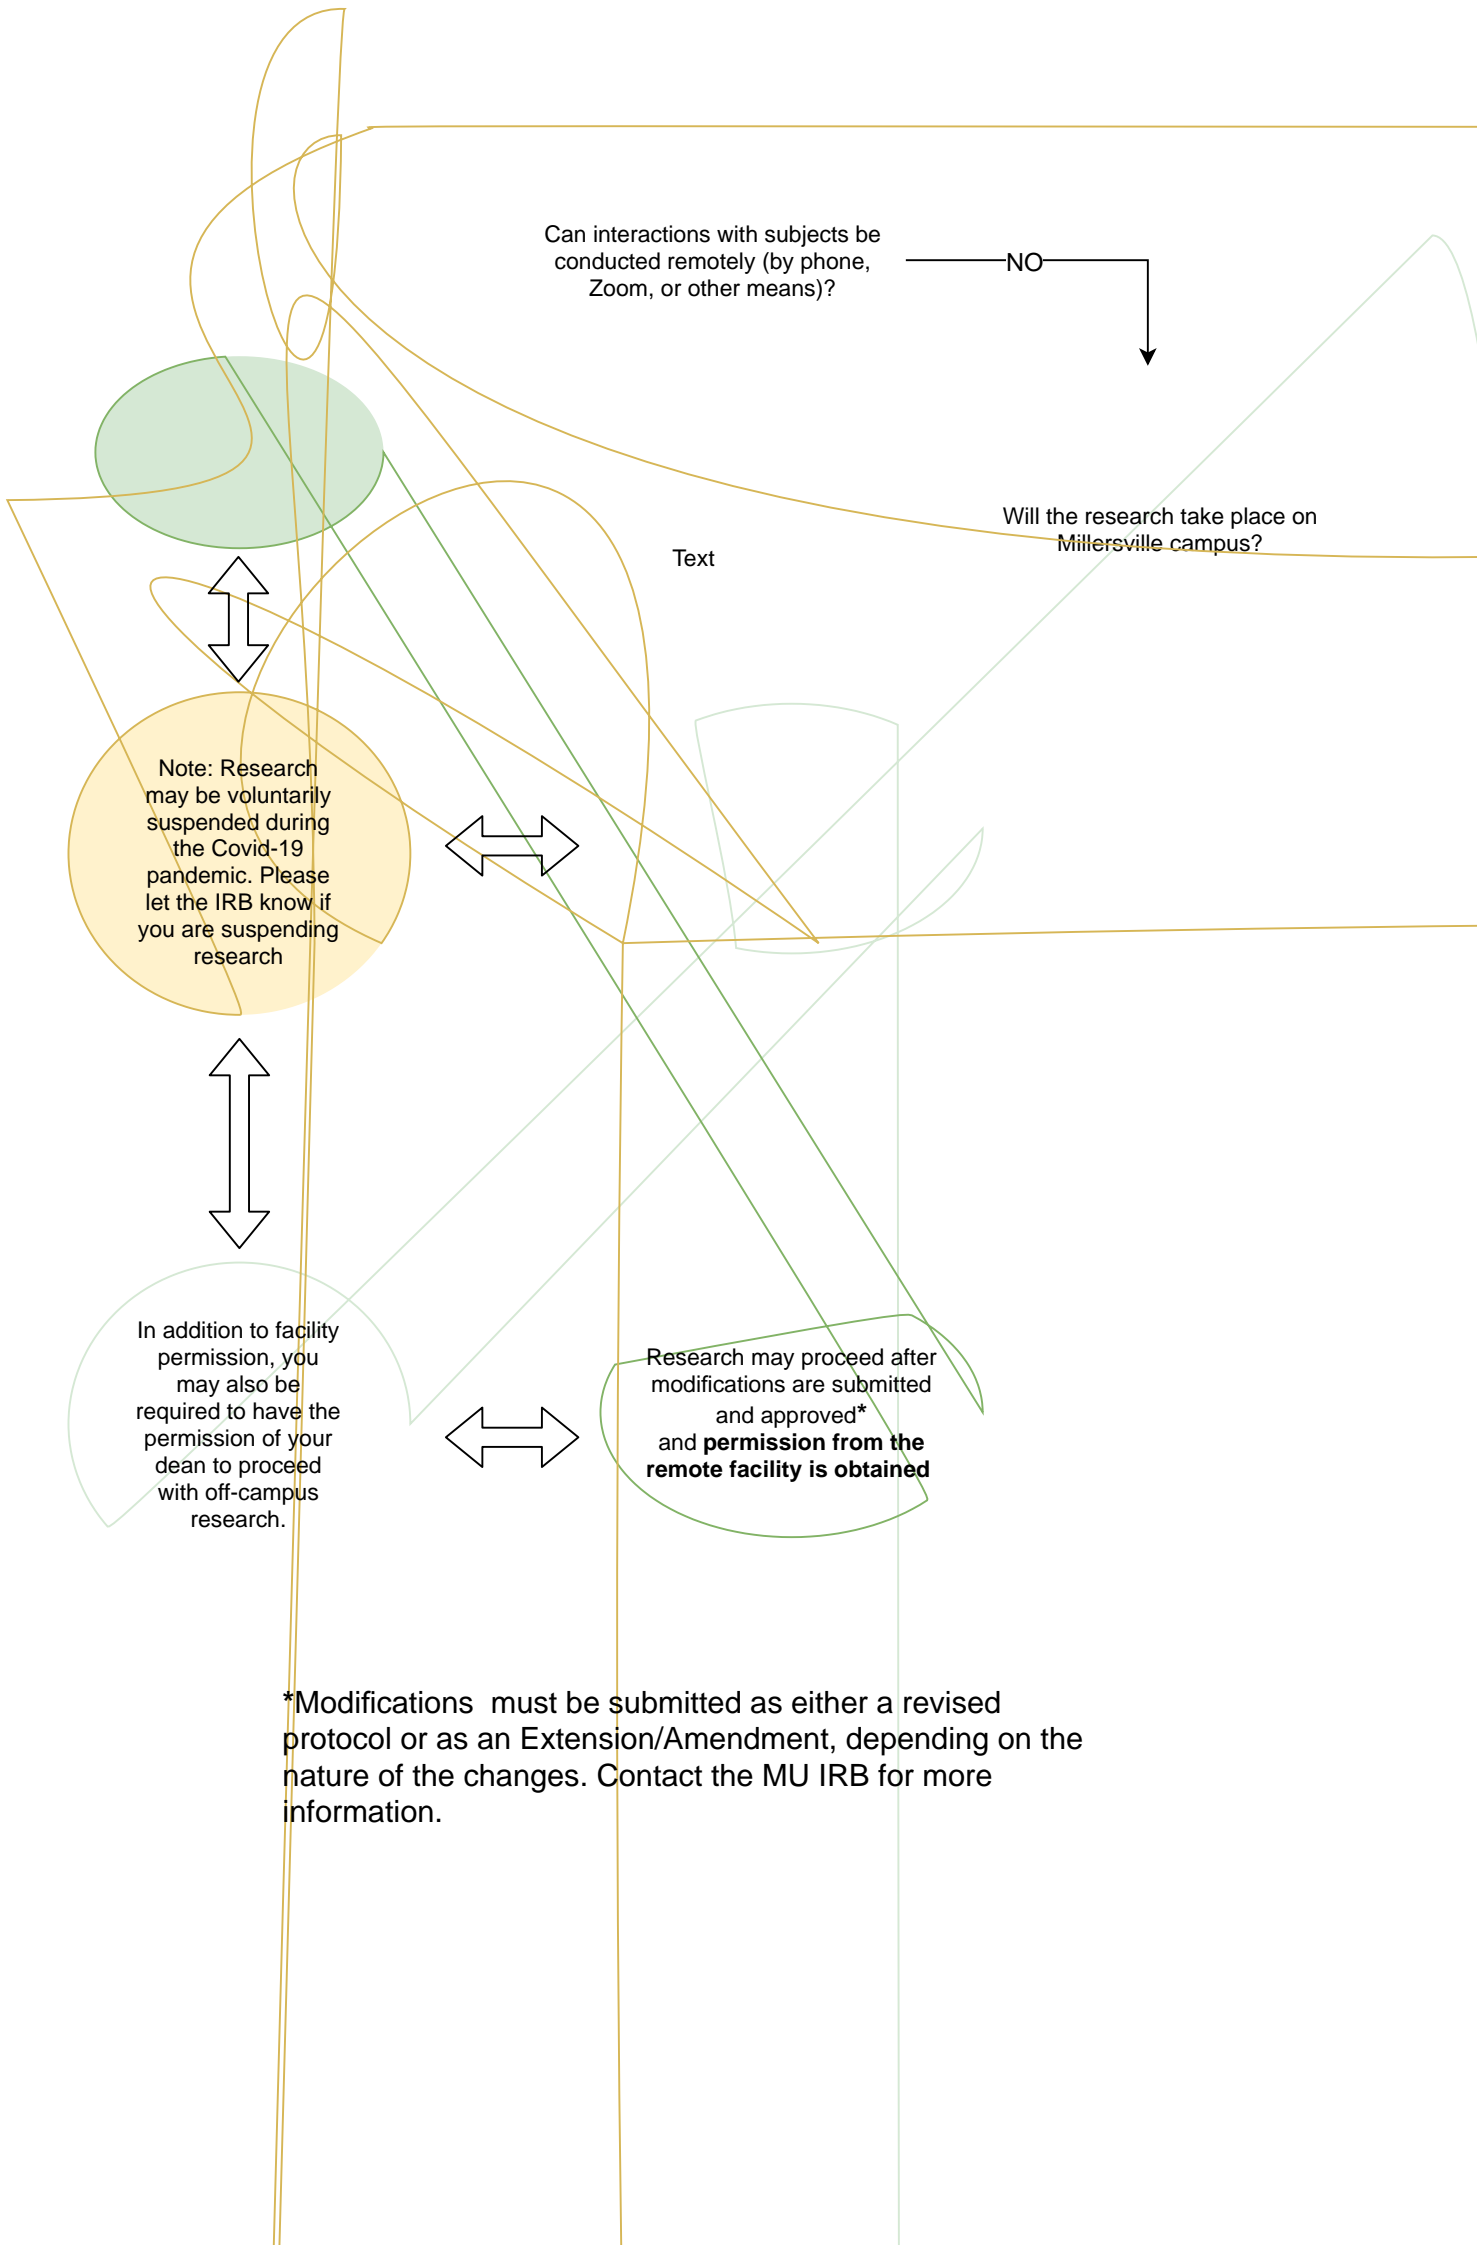 Can interactions with subjects be
conducted remotely (by phone,
Zoom, or other means)?
NO
Will the research take place on
Millersville campus?
Text
Note: Research
may be voluntarily
suspended during
the Covid-19
pandemic. Please
let the IRB know if
you are suspending
research
In addition to facility
permission, you
may also be
required to have the
permission of your
dean to proceed
with off-campus
research.
Research may proceed after
modifications are submitted
and approved*
and permission from the
remote facility is obtained
*Modifications  must be submitted as either a revised
protocol or as an Extension/Amendment, depending on the
nature of the changes. Contact the MU IRB for more
information.